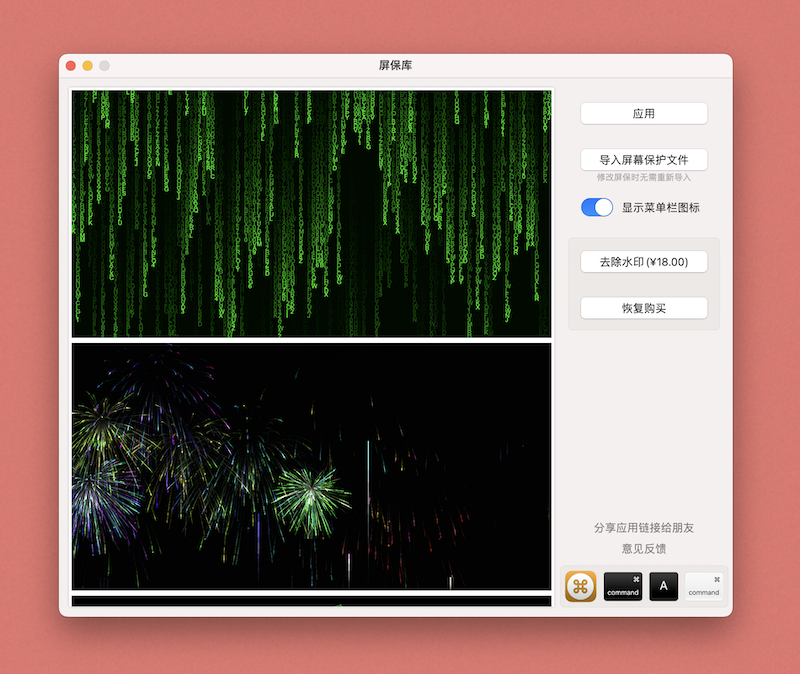 屏保库
应用
导入屏幕保护文件
修改屏保时无需重新导入
显示菜单栏图标
去除水印(¥18.00)
恢复购买
分享应用链接给朋友
意见反馈
⌘ ⌘ ⌘
command A command